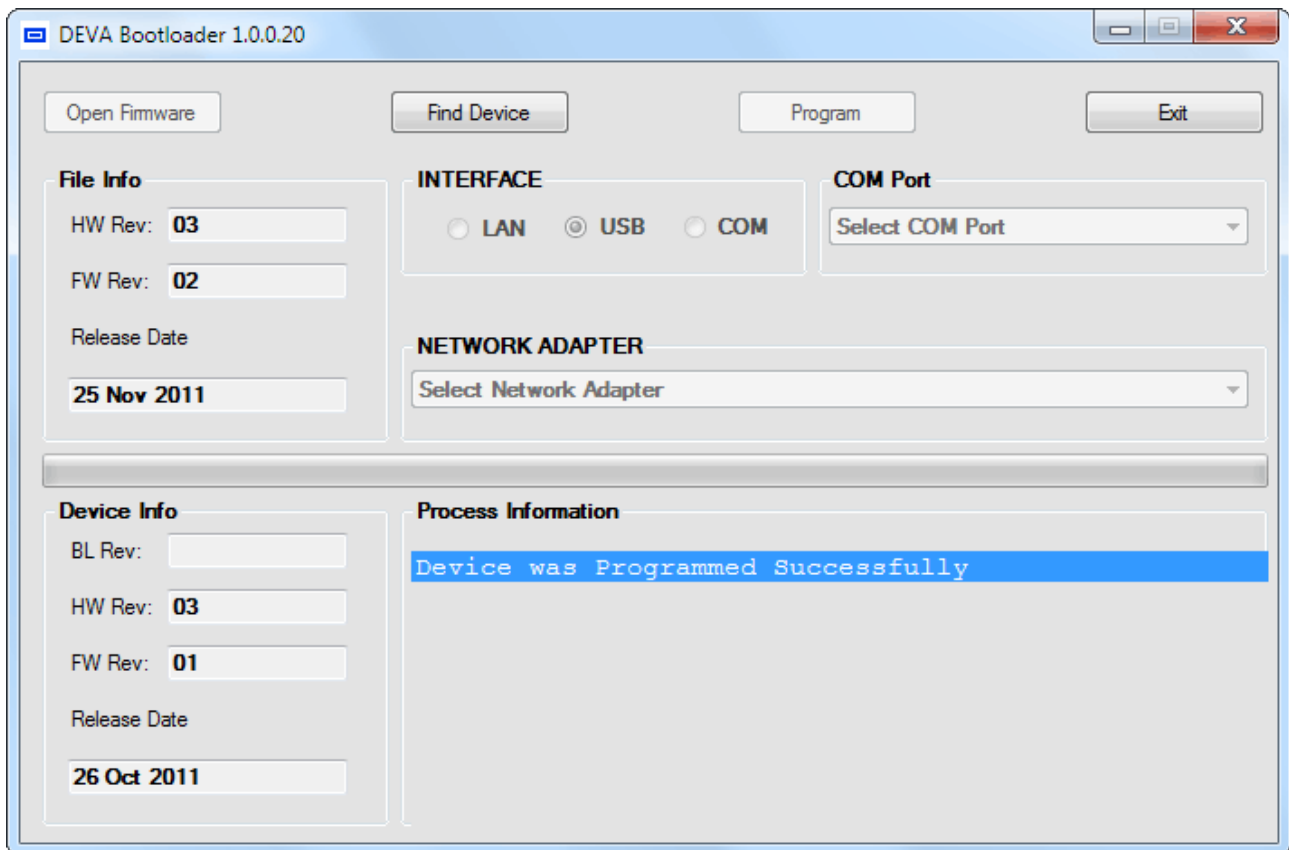 DEVA Bootloader 1.0.0.20
Open Firmware
Find Device
Program
Exit
File Info
HW Rev: 03
FW Rev: 02
Release Date
25 Nov 2011
INTERFACE
LAN USB COM
COM Port
Select COM Port
NETWORK ADAPTER
Select Network Adapter
Device Info
BL Rev:
HW Rev: 03
FW Rev: 01
Release Date
26 Oct 2011
Process Information
Device was Programmed Successfully